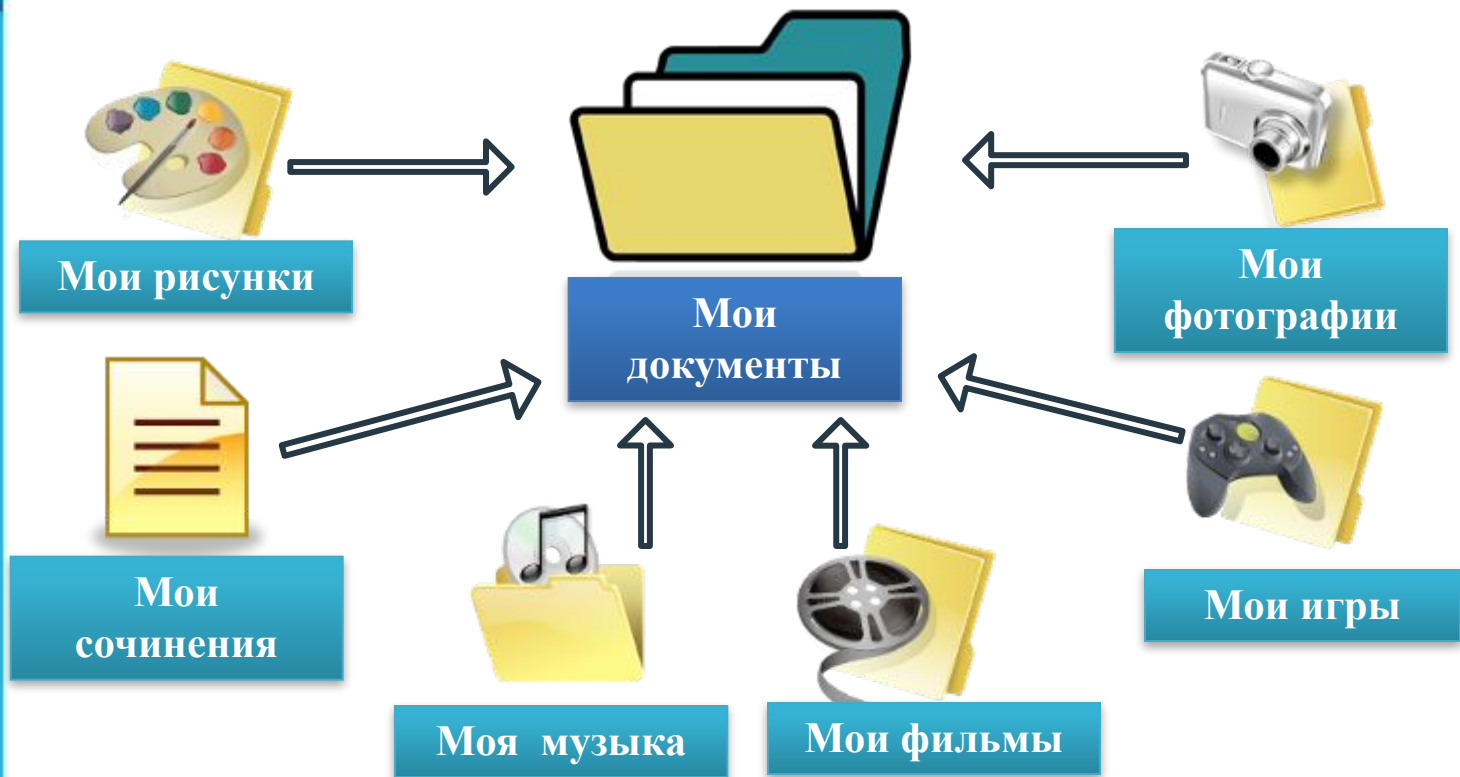 Мои рисунки
Мои
документы
Мои
фотографии
Мои
сочинения
Мои игры
Моя музыка
Мои фильмы